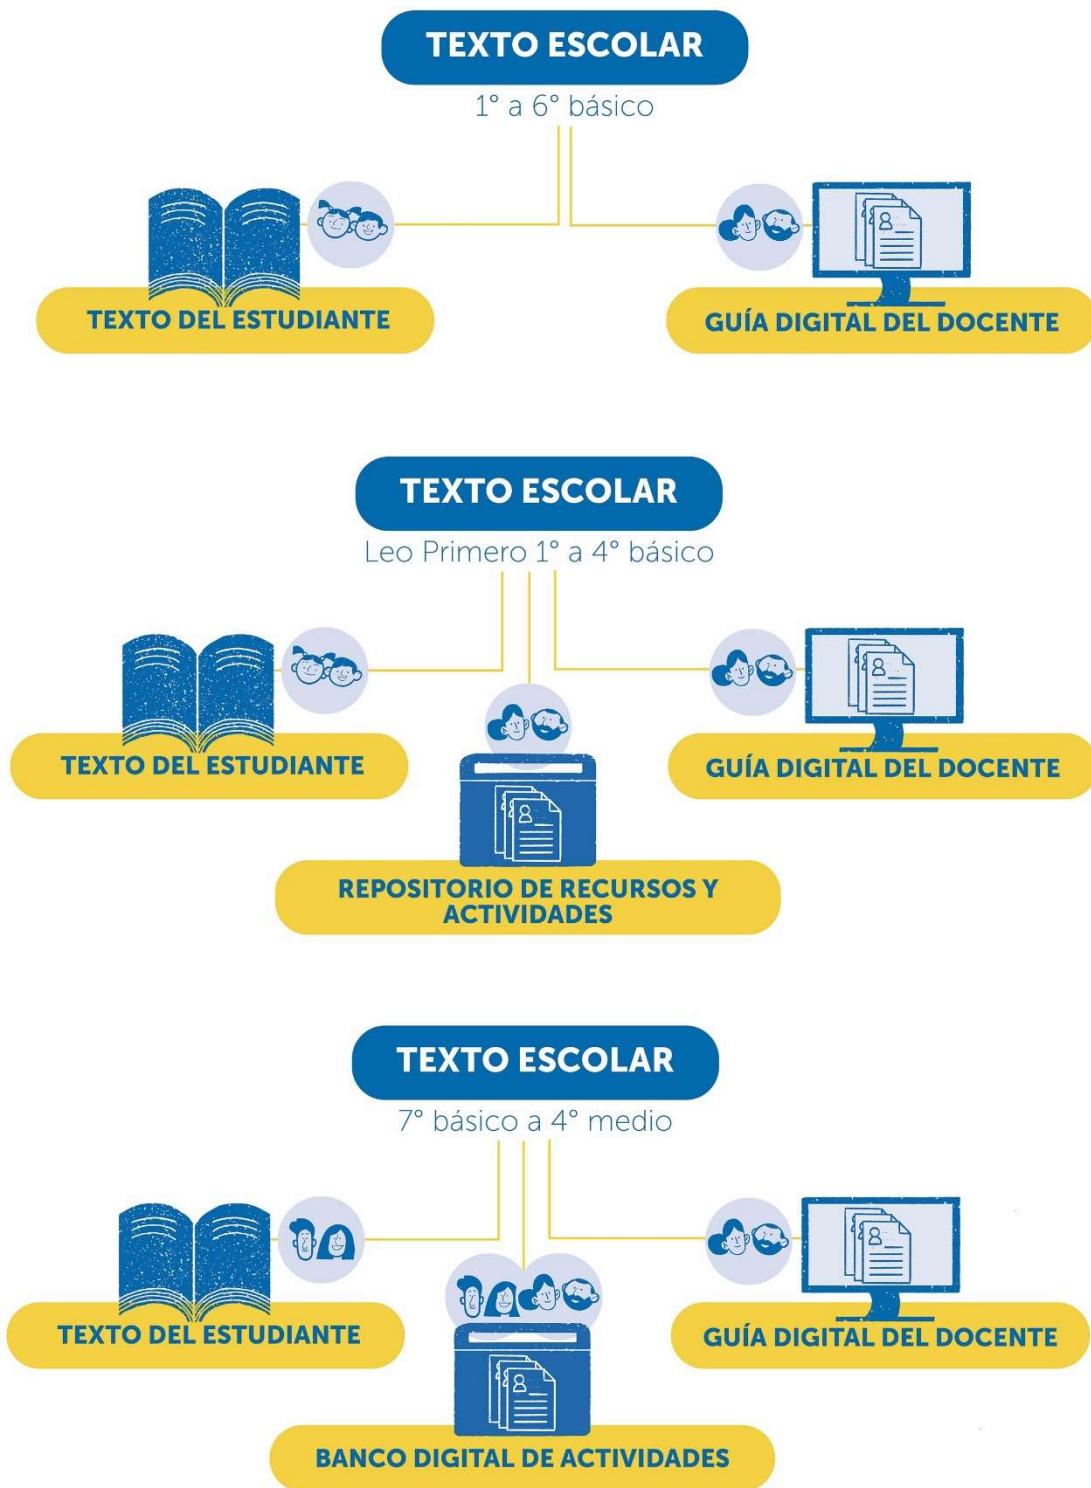 TEXTO ESCOLAR
1° a 6° básico
TEXTO DEL ESTUDIANTE
GUÍA DIGITAL DEL DOCENTE
TEXTO ESCOLAR
Leo Primero 1° a 4° básico
TEXTO DEL ESTUDIANTE
GUÍA DIGITAL DEL DOCENTE
REPOSITORIO DE RECURSOS Y
ACTIVIDADES
TEXTO ESCOLAR
7° básico a 4° medio
TEXTO DEL ESTUDIANTE
GUÍA DIGITAL DEL DOCENTE
BANCO DIGITAL DE ACTIVIDADES